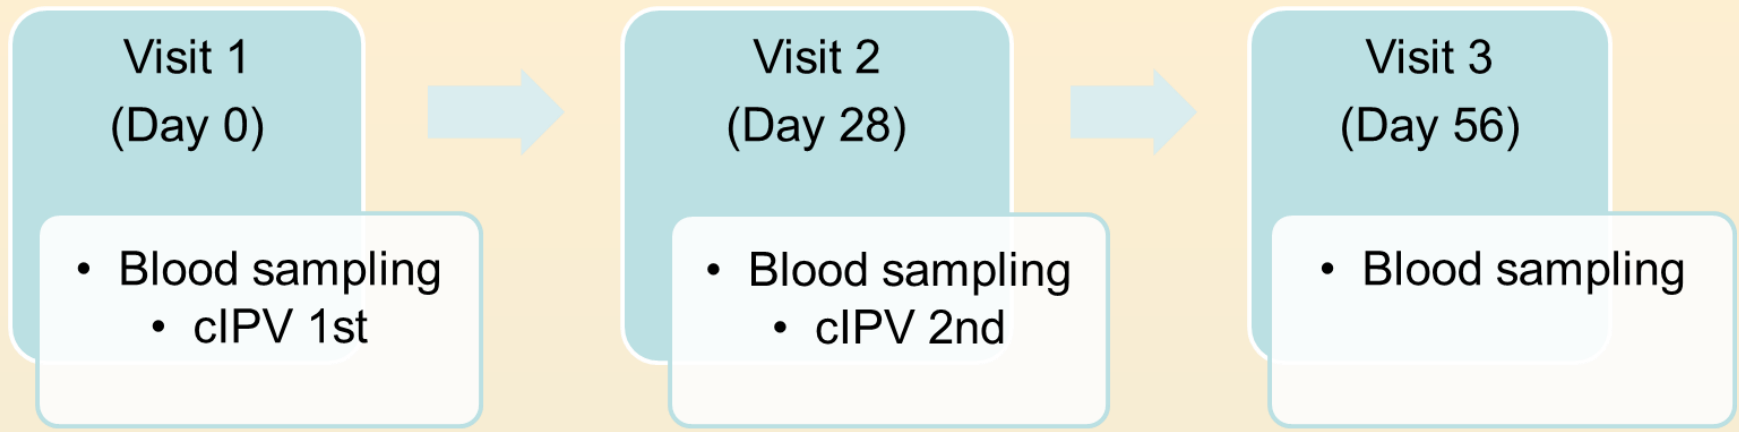 Visit 1
(Day 0)
• Blood sampling
• cIPV 1st
Visit 2
(Day 28)
• Blood sampling
• cIPV 2nd
Visit 3
(Day 56)
• Blood sampling